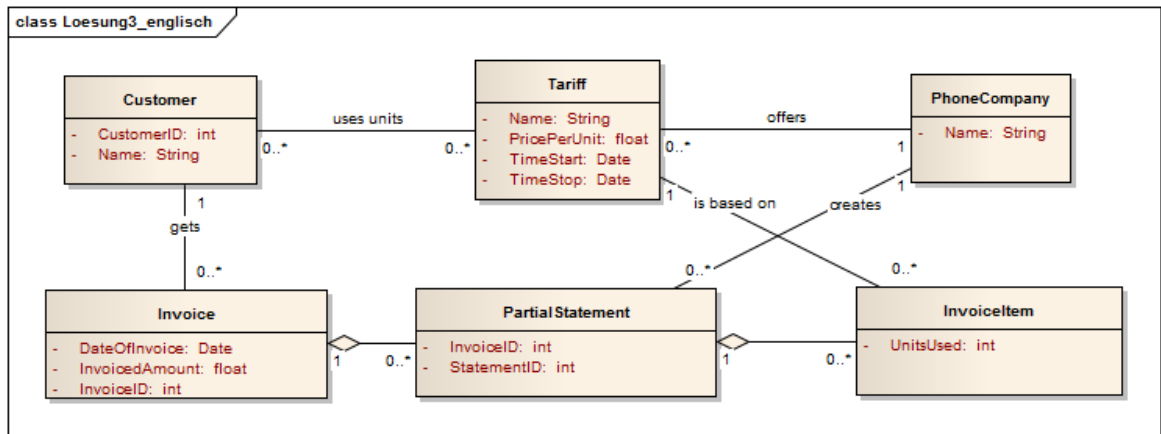 class Loesung3_englisch
Customer
- CustomerID: int
- Name: String
uses units
0..*
0..*
Tariff
- Name: String
- PricePerUnit: float
- TimeStart: Date
- TimeStop: Date
offers
0..*
1
PhoneCompany
- Name: String
1
gets
0..*
1
is based on
0..*
1
creates
0..*
Invoice
- DateOfInvoice: Date
- InvoicedAmount: float
- InvoiceID: int
1
0..*
PartialStatement
- InvoiceID: int
- StatementID: int
1
0..*
InvoiceItem
- UnitsUsed: int